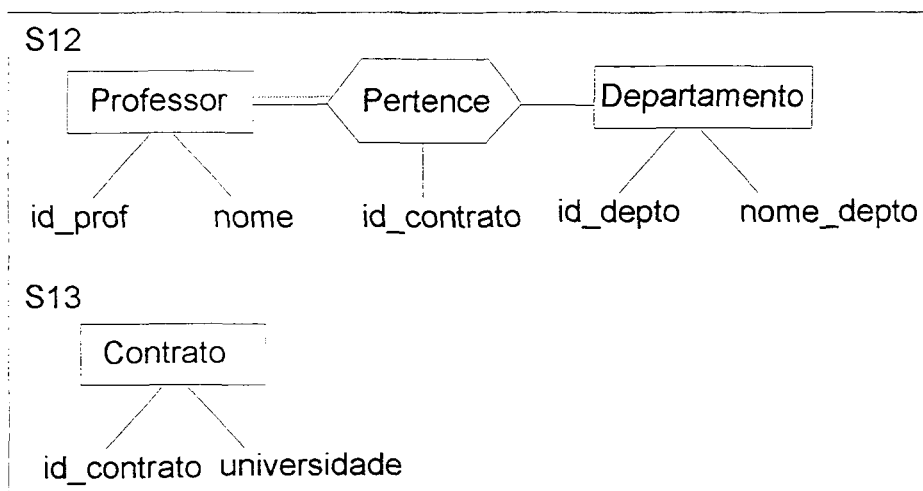 S12
Professor Pertence Departamento
id_prof nome id_contrato id_depto nome_depto
S13
Contrato
id_contrato universidade